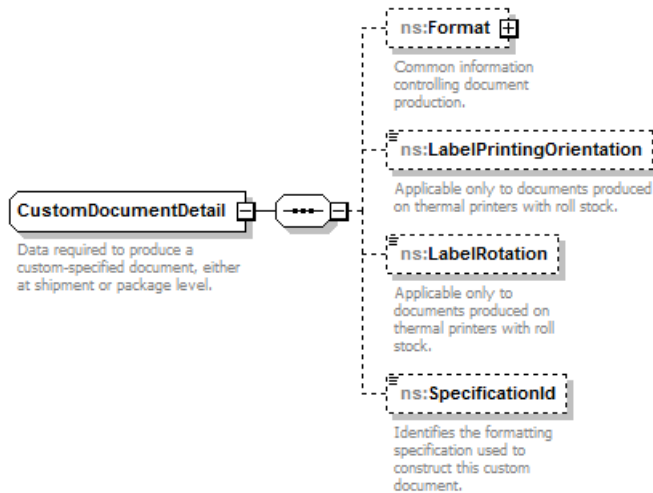 ns:Format
Common information
controlling document
production.
ns:LabelPrintingOrientation
Applicable only to documents produced
on thermal printers with roll stock.
CustomDocumentDetail
Data required to produce a
custom-specified document, either
at shipment or package level.
ns:LabelRotation
Applicable only to
documents produced on
thermal printers with roll
stock.
ns:SpecificationId
Identifies the formatting
specification used to
construct this custom
document.